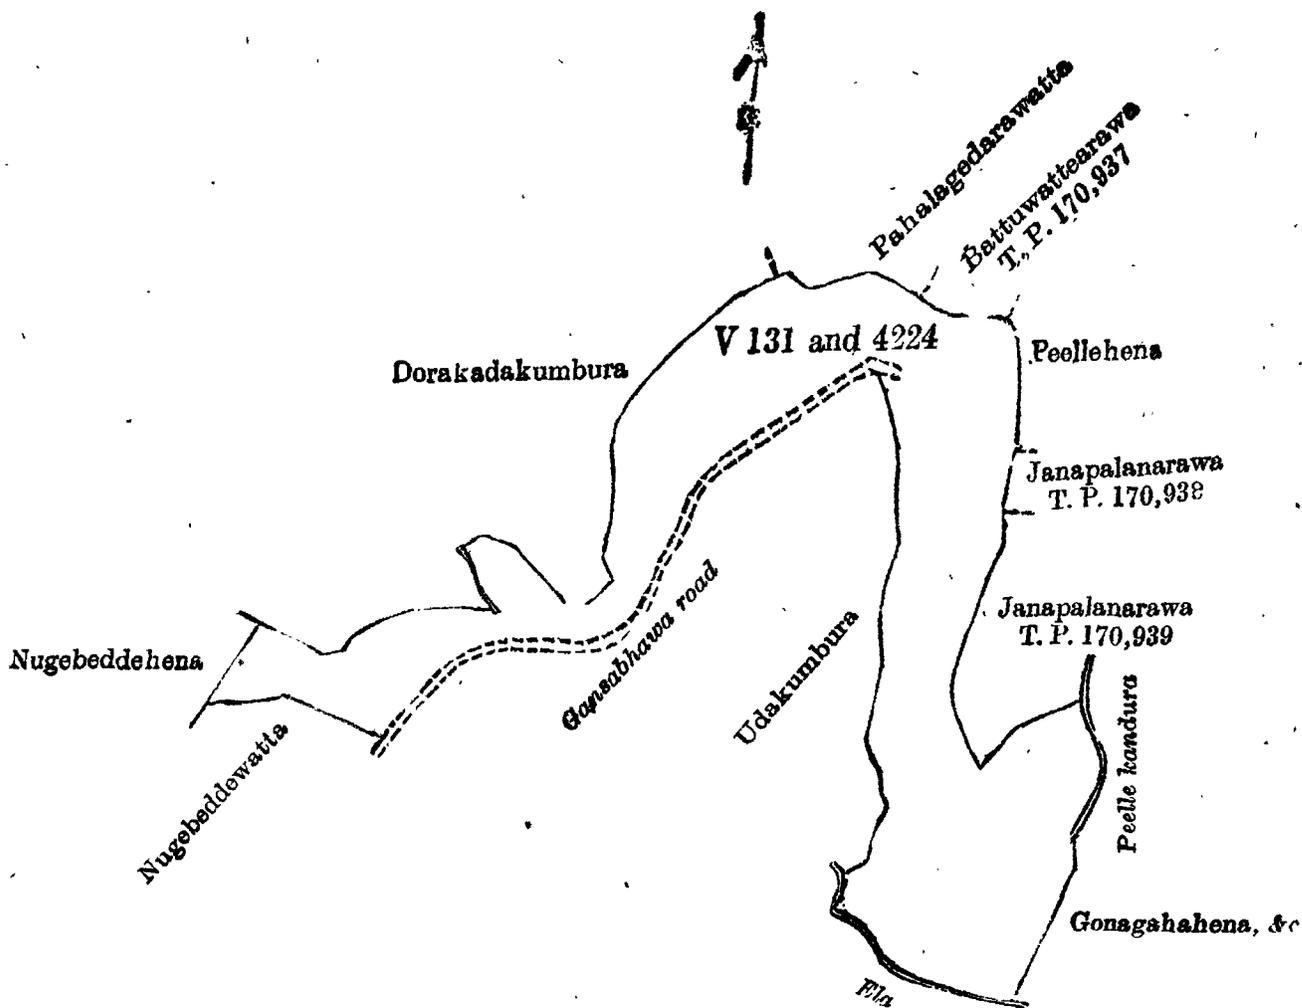 Pahalagedarawatta
Battuwattearawa
T. P. 170,937
V 131 and 4224
Peellehena
Dorakadakumbura
Janapalanarawa
T. P. 170,938
Janapalanarawa
T. P. 170,939
Gansabhawa road
Udakumbura
Nugebeddehena
Nugebeddewatta
Peelle kandura
Gonagahahena, &c
Ela